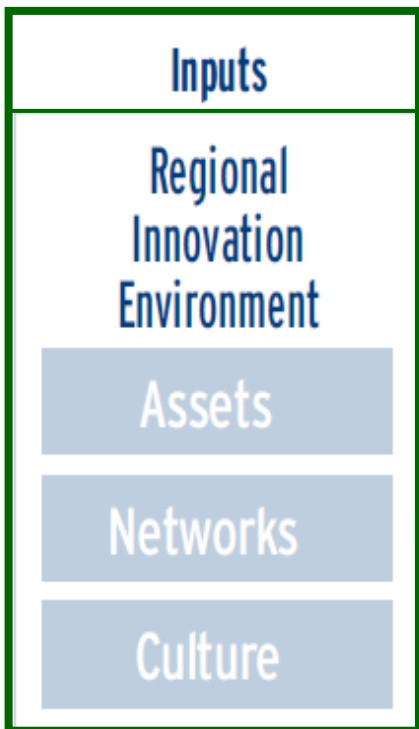 Inputs
Regional
Innovation
Environment
Assets
Networks
Culture